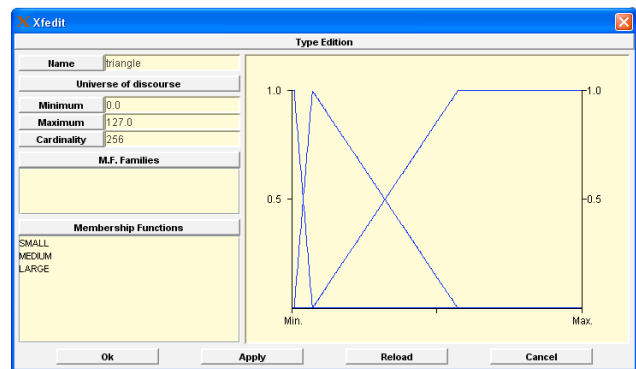 Xfedit
Type Edition
Name triangle
Universe of discourse
Minimum 0.0
Maximum 127.0
Cardinality 256
M.F. Families
Membership Functions
SMALL
MEDIUM
LARGE
1.0 1.0
0.5 0.5
Min. Max.
Ok Apply Reload Cancel